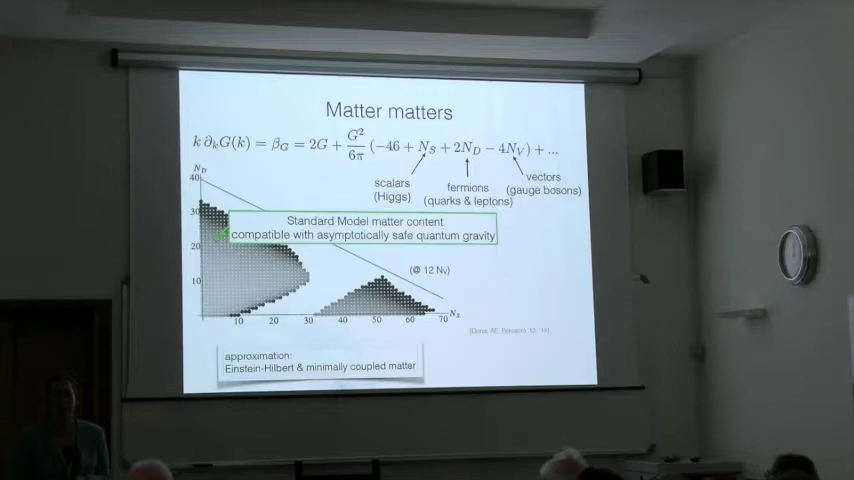 Matter matters
k ∂ₖG(k) = β_G = 2G + G²/6π (−46 + N_S + 2N_D − 4N_V) + ...
scalars
(Higgs)
fermions
(quarks & leptons)
vectors
(gauge bosons)
N_D
40
30
20
10
Standard Model matter content
compatible with asymptotically safe quantum gravity
(@ 12 N_V)
10 20 30 40 50 60 70 N_S
approximation:
Einstein-Hilbert & minimally coupled matter